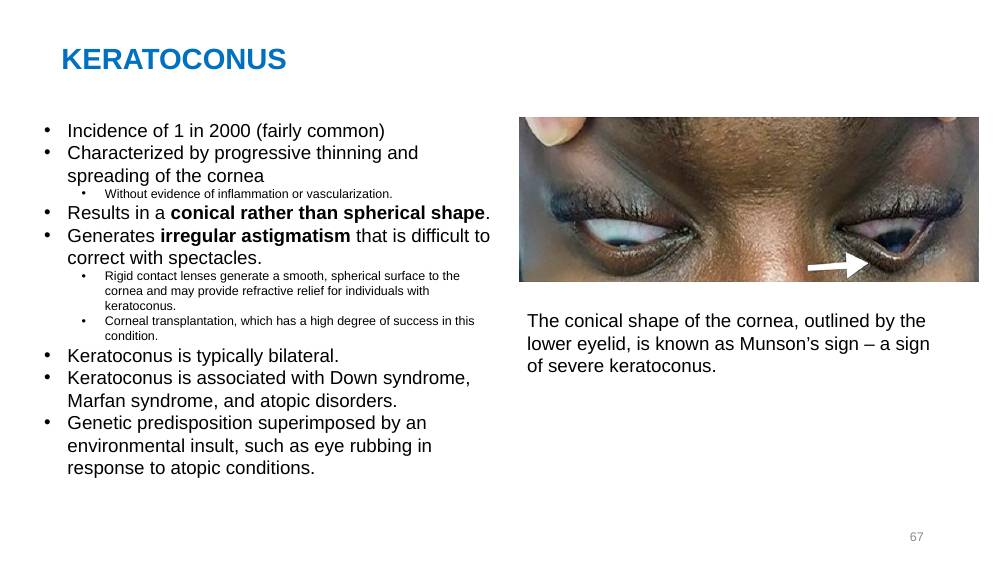 KERATOCONUS
• Incidence of 1 in 2000 (fairly common)
• Characterized by progressive thinning and
spreading of the cornea
• Without evidence of inflammation or vascularization.
• Results in a conical rather than spherical shape.
• Generates irregular astigmatism that is difficult to
correct with spectacles.
• Rigid contact lenses generate a smooth, spherical surface to the
cornea and may provide refractive relief for individuals with
keratoconus.
• Corneal transplantation, which has a high degree of success in this
condition.
• Keratoconus is typically bilateral.
• Keratoconus is associated with Down syndrome,
Marfan syndrome, and atopic disorders.
• Genetic predisposition superimposed by an
environmental insult, such as eye rubbing in
response to atopic conditions.
The conical shape of the cornea, outlined by the
lower eyelid, is known as Munson’s sign – a sign
of severe keratoconus.
67